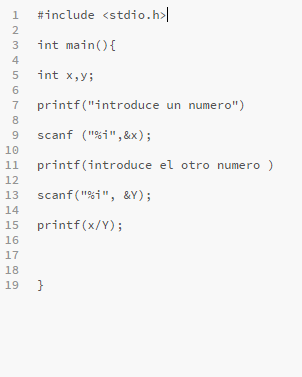 1 #include <stdio.h>
2
3 int main(){
4
5 int x,y;
6
7 printf("introduce un numero")
8
9 scanf ("%i",&x);
10
11 printf(introduce el otro numero )
12
13 scanf("%i", &Y);
14
15 printf(x/Y);
16
17
18
19 }